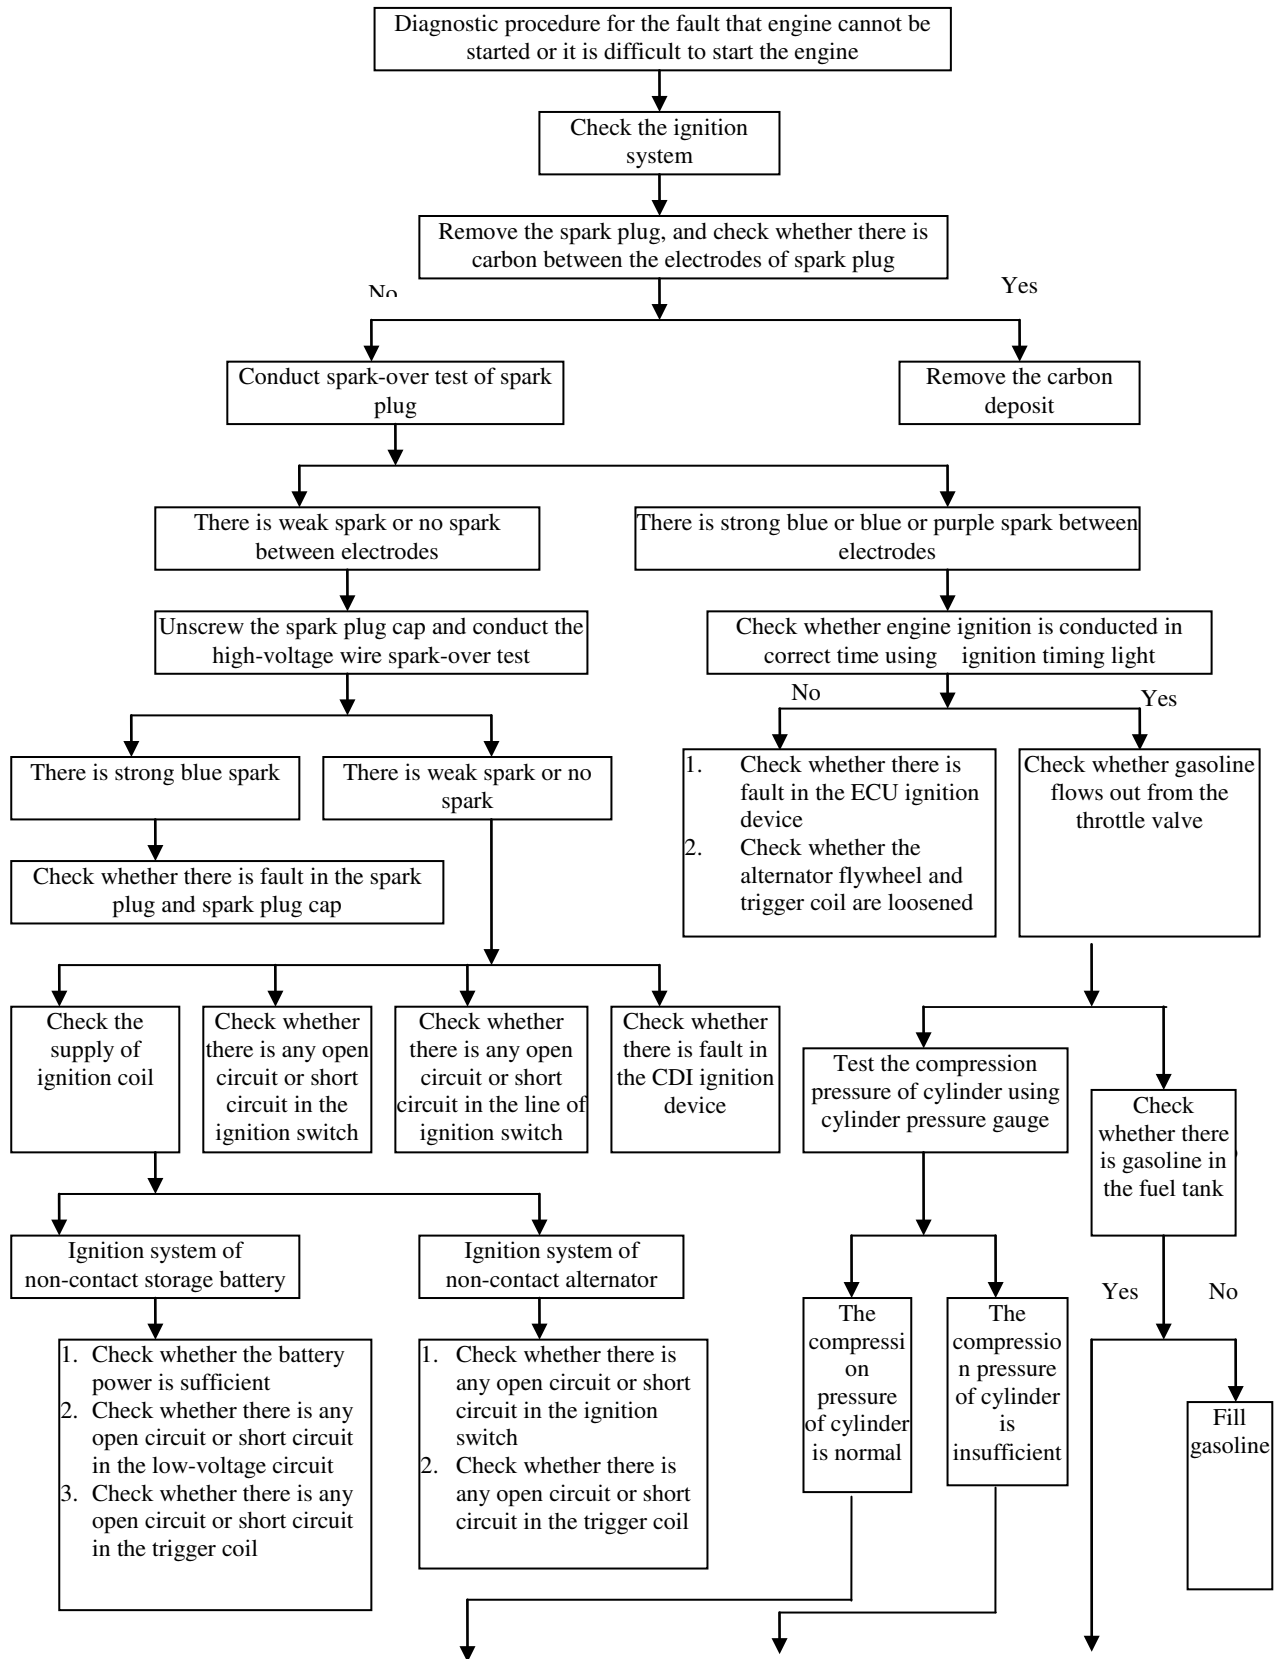 Diagnostic procedure for the fault that engine cannot be
started or it is difficult to start the engine
Check the ignition
system
Remove the spark plug, and check whether there is
carbon between the electrodes of spark plug
No
Yes
Conduct spark-over test of spark
plug
Remove the carbon
deposit
There is weak spark or no spark
between electrodes
There is strong blue or blue or purple spark between
electrodes
Unscrew the spark plug cap and conduct the
high-voltage wire spark-over test
Check whether engine ignition is conducted in
correct time using ignition timing light
No
Yes
There is strong blue spark
There is weak spark or no
spark
1. Check whether there is
fault in the ECU ignition
device
2. Check whether the
alternator flywheel and
trigger coil are loosened
Check whether gasoline
flows out from the
throttle valve
Check whether there is fault in the spark
plug and spark plug cap
Check the
supply of
ignition coil
Check whether
there is any open
circuit or short
circuit in the
ignition switch
Check whether
there is any open
circuit or short
circuit in the line of
ignition switch
Check whether
there is fault in
the CDI ignition
device
Test the compression
pressure of cylinder using
cylinder pressure gauge
Check
whether there
is gasoline in
the fuel tank
Ignition system of
non-contact storage battery
Ignition system of
non-contact alternator
Yes
No
1. Check whether the battery
power is sufficient
2. Check whether there is any
open circuit or short circuit
in the low-voltage circuit
3. Check whether there is any
open circuit or short circuit
in the trigger coil
1. Check whether there is
any open circuit or short
circuit in the ignition
switch
2. Check whether there is
any open circuit or short
circuit in the trigger coil
The
compressi
on
pressure
of cylinder
is normal
The
compressio
n pressure
of cylinder
is
insufficient
Fill
gasoline